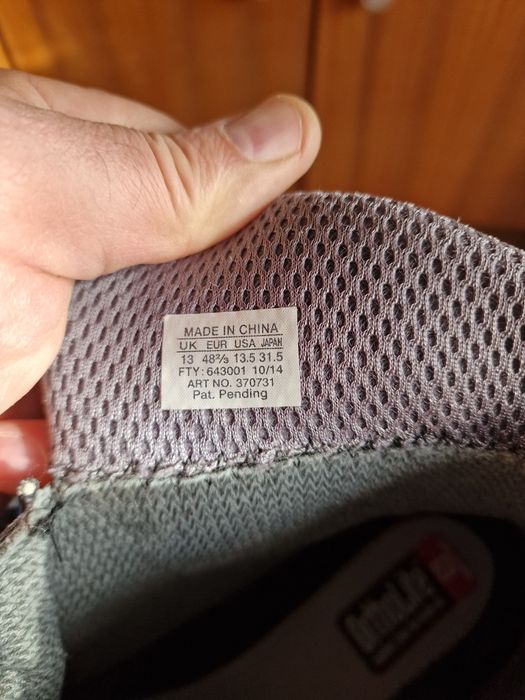 MADE IN CHINA
UK EUR USA JAPAN
13 48⅔ 13.5 31.5
FTY: 643001 10/14
ART NO. 370731
Pat. Pending
OrthoLite